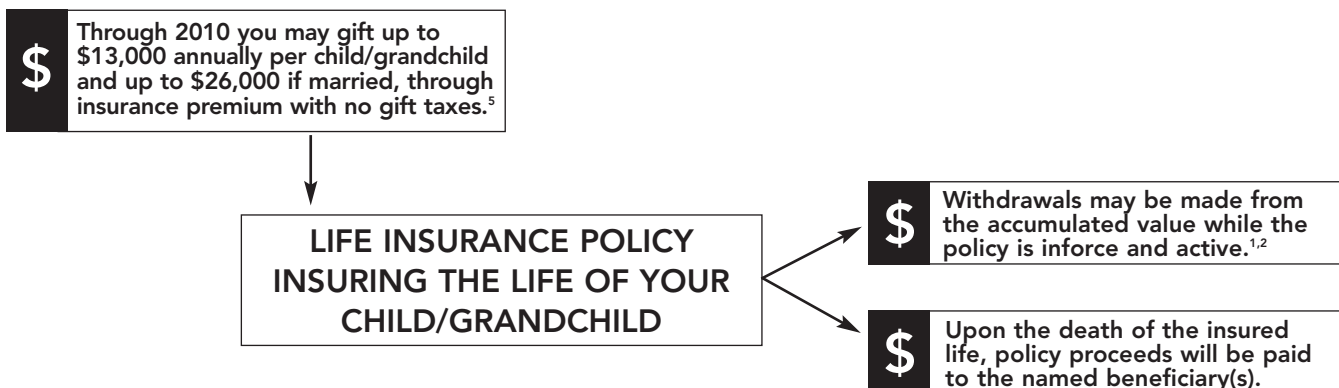 $
Through 2010 you may gift up to
$13,000 annually per child/grandchild
and up to $26,000 if married, through
insurance premium with no gift taxes.5
LIFE INSURANCE POLICY
INSURING THE LIFE OF YOUR
CHILD/GRANDCHILD
$
Withdrawals may be made from
the accumulated value while the
policy is inforce and active.1,2
$
Upon the death of the insured
life, policy proceeds will be paid
to the named beneficiary(s).